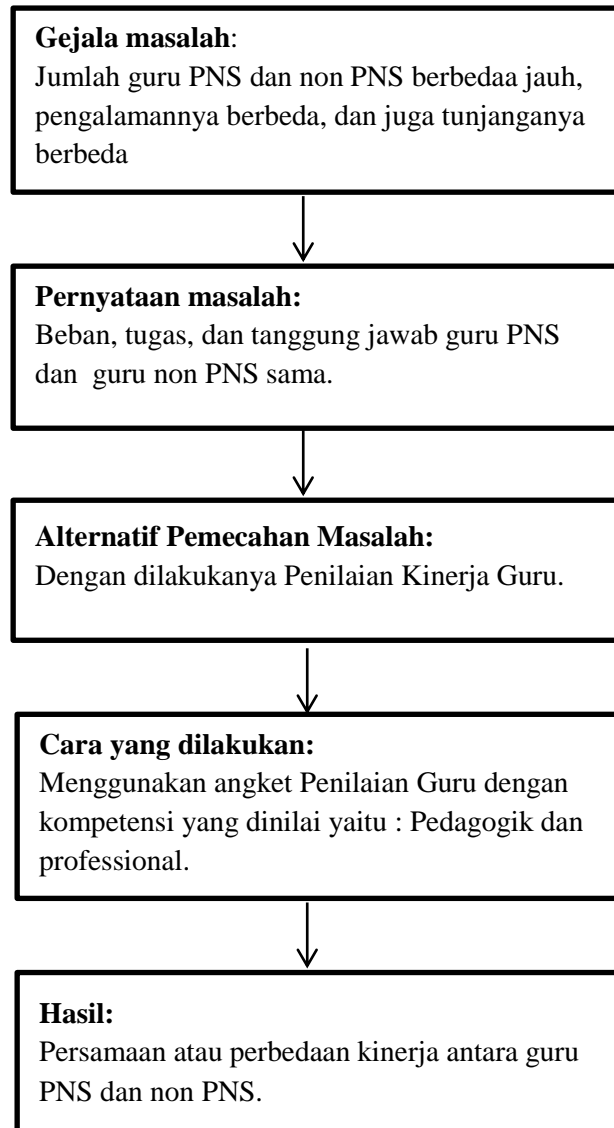 Gejala masalah:
Jumlah guru PNS dan non PNS berbedaa jauh,
pengalamannya berbeda, dan juga tunjanganya
berbeda
Pernyataan masalah:
Beban, tugas, dan tanggung jawab guru PNS
dan guru non PNS sama.
Alternatif Pemecahan Masalah:
Dengan dilakukanya Penilaian Kinerja Guru.
Cara yang dilakukan:
Menggunakan angket Penilaian Guru dengan
kompetensi yang dinilai yaitu : Pedagogik dan
professional.
Hasil:
Persamaan atau perbedaan kinerja antara guru
PNS dan non PNS.